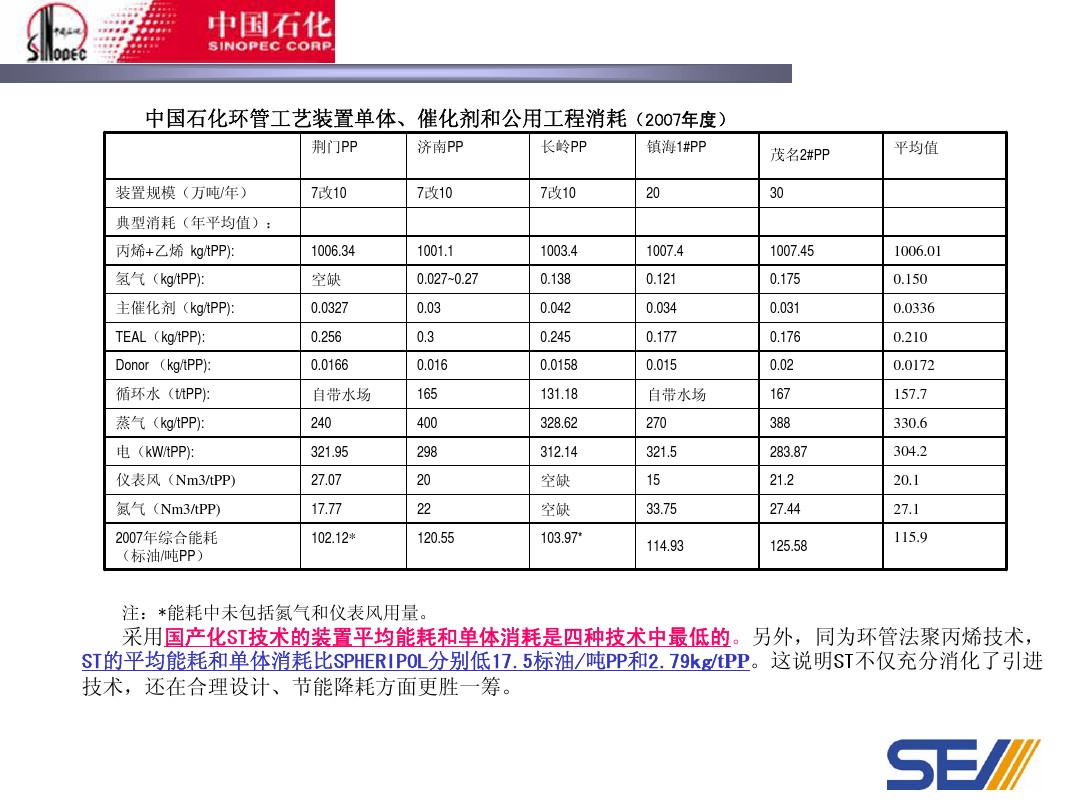 中国石化
SINOPEC
中国石化
SINOPEC CORP.
中国石化环管工艺装置单体、催化剂和公用工程消耗（2007年度）
荆门PP 济南PP 长岭PP 镇海1#PP 茂名2#PP 平均值
装置规模（万吨/年） 7改10 7改10 7改10 20 30
典型消耗（年平均值）：
丙烯+乙烯 kg/tPP): 1006.34 1001.1 1003.4 1007.4 1007.45 1006.01
氢气（kg/tPP): 空缺 0.027~0.27 0.138 0.121 0.175 0.150
主催化剂（kg/tPP): 0.0327 0.03 0.042 0.034 0.031 0.0336
TEAL（kg/tPP): 0.256 0.3 0.245 0.177 0.176 0.210
Donor （kg/tPP): 0.0166 0.016 0.0158 0.015 0.02 0.0172
循环水（t/tPP): 自带水场 165 131.18 自带水场 167 157.7
蒸气（kg/tPP): 240 400 328.62 270 388 330.6
电（kW/tPP): 321.95 298 312.14 321.5 283.87 304.2
仪表风（Nm3/tPP) 27.07 20 空缺 15 21.2 20.1
氮气（Nm3/tPP) 17.77 22 空缺 33.75 27.44 27.1
2007年综合能耗
（标油/吨PP） 102.12* 120.55 103.97* 114.93 125.58 115.9
注：*能耗中未包括氮气和仪表风用量。
采用国产化ST技术的装置平均能耗和单体消耗是四种技术中最低的。另外，同为环管法聚丙烯技术，
ST的平均能耗和单体消耗比SPHERIPOL分别低17.5标油/吨PP和2.79kg/tPP。这说明ST不仅充分消化了引进
技术，还在合理设计、节能降耗方面更胜一筹。
SEI